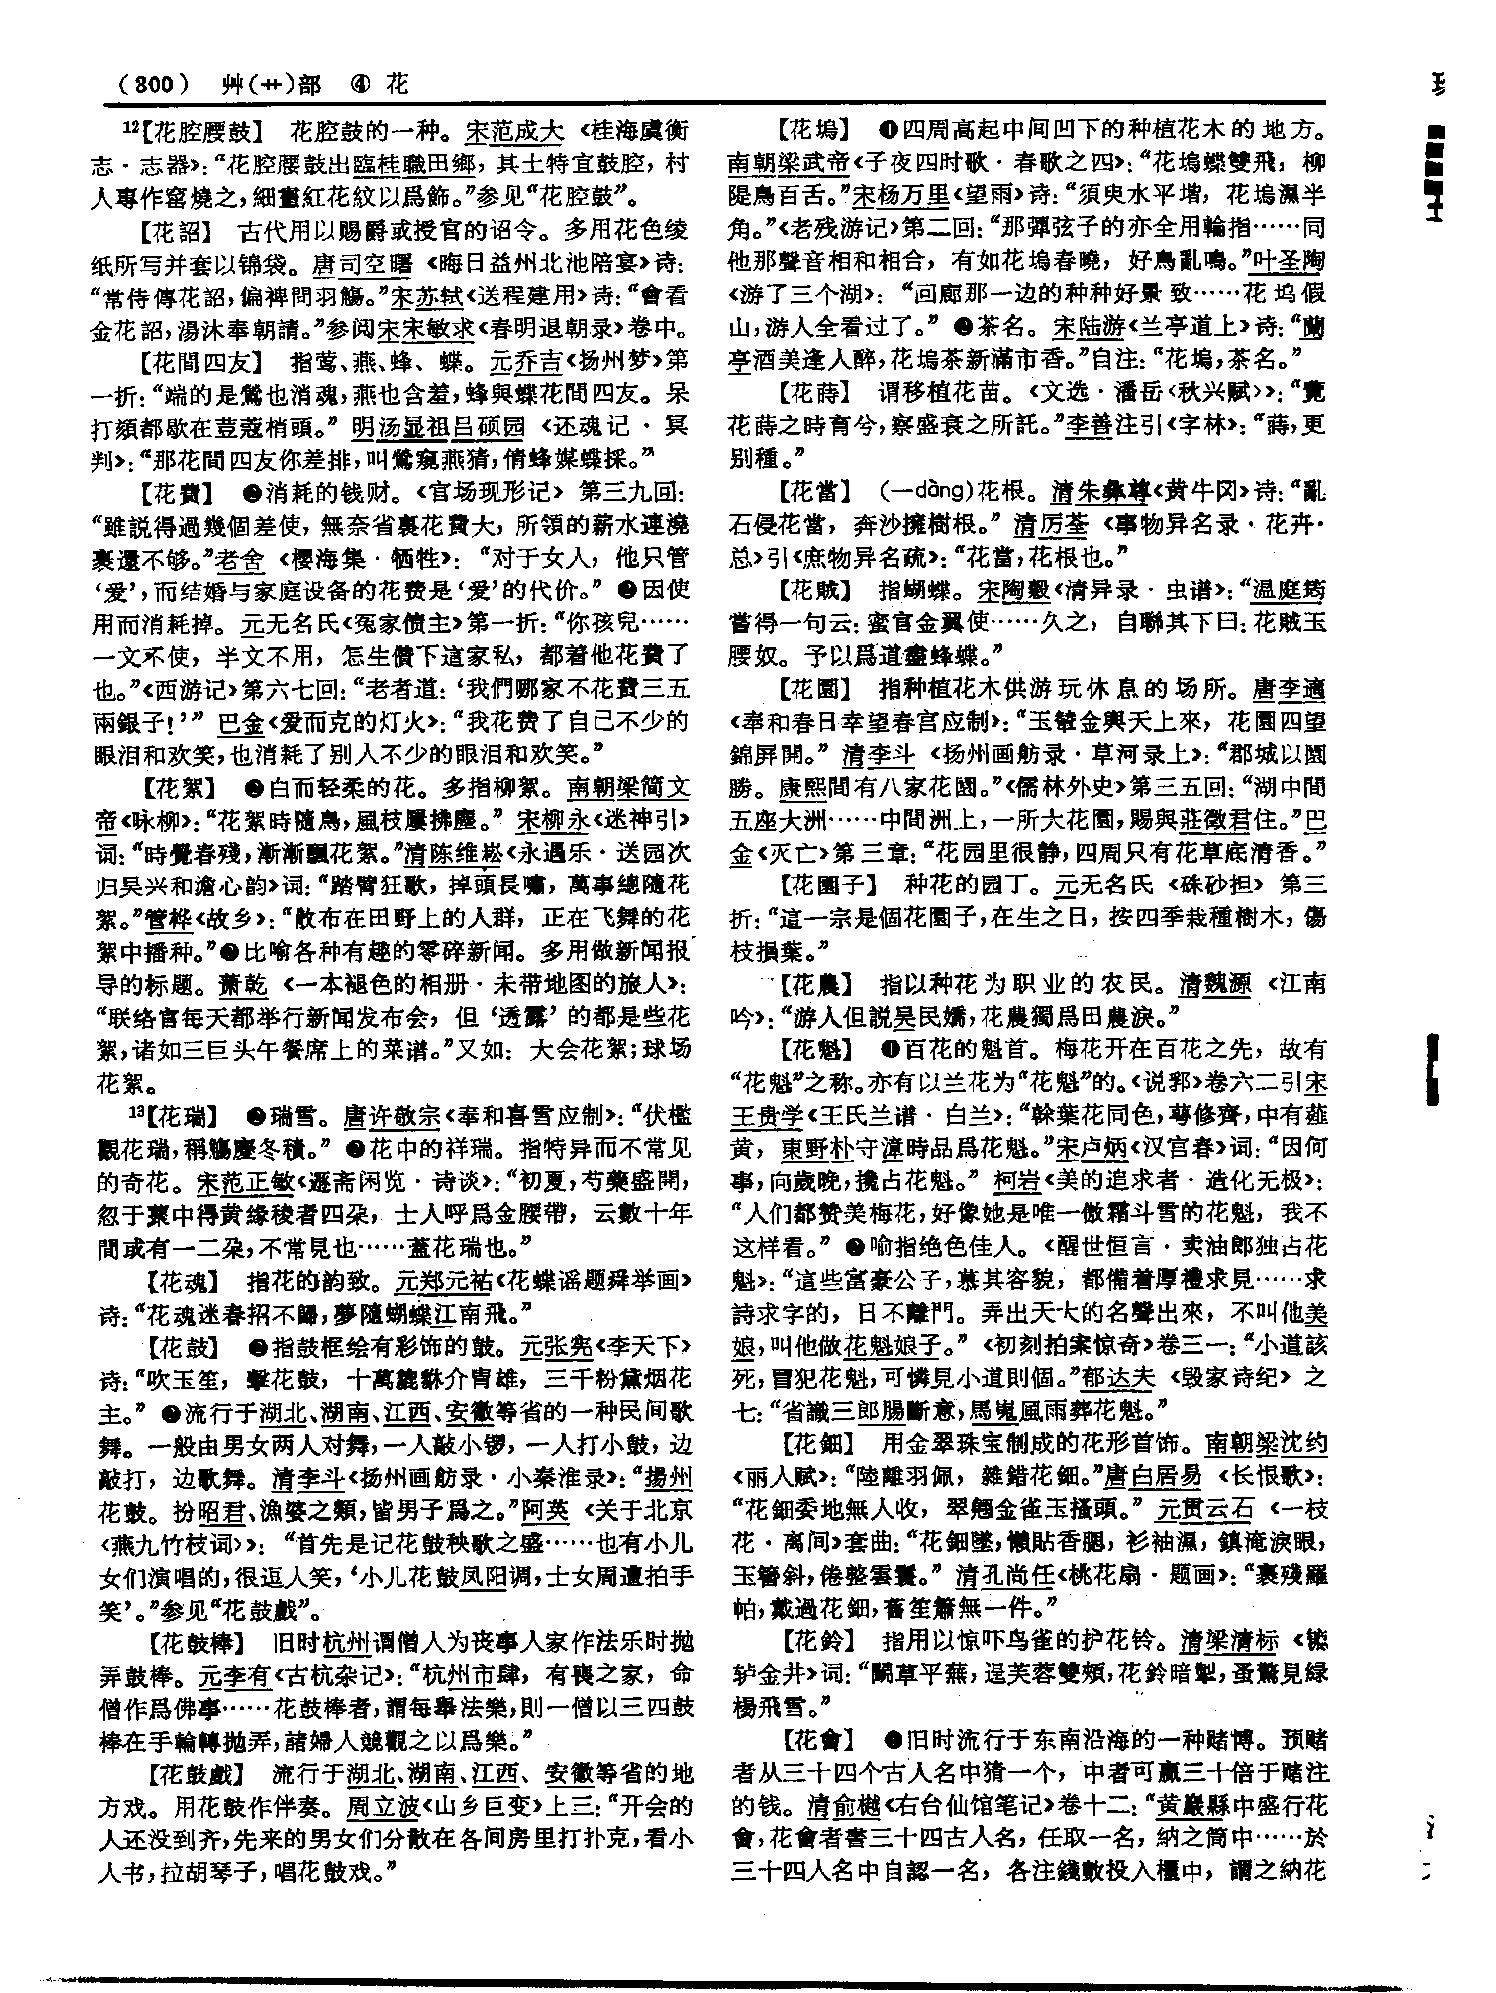 （300） 艸(艹)部 ④ 花
¹²【花腔腰鼓】 花腔鼓的一种。宋范成大《桂海虞衡
志·志器》：“花腔腰鼓出臨桂職田鄉，其土特宜鼓腔，村
人專作窑燒之，細畫紅花紋以爲飾。”参见“花腔鼓”。
【花詔】 古代用以赐爵或授官的诏令。多用花色绫
纸所写并套以锦袋。唐司空曙《晦日益州北池陪宴》诗：
“常侍傳花詔，偏裨問羽觴。”宋苏轼《送程建用》诗：“會看
金花詔，湯沐奉朝請。”参阅宋宋敏求《春明退朝录》卷中。
【花間四友】 指莺、燕、蜂、蝶。元乔吉《扬州梦》第
一折：“端的是鶯也消魂，燕也含羞，蜂與蝶花間四友。呆
打頦都歇在荳蔻梢頭。” 明汤显祖吕硕园《还魂记·冥
判》：“那花間四友你差排，叫鶯窺燕猜，倩蜂媒蝶採。”
【花費】 ❶消耗的钱财。《官场现形记》第三九回：
“雖説得過幾個差使，無奈省裏花費大，所領的薪水連澆
裹還不够。”老舍《樱海集·牺牲》：“对于女人，他只管
‘爱’，而结婚与家庭设备的花费是‘爱’的代价。” ❷因使
用而消耗掉。元无名氏《冤家债主》第一折：“你孩兒……
一文不使，半文不用，怎生儹下這家私，都着他花費了
也。”《西游记》第六七回：“老者道：‘我們哪家不花費三五
兩銀子！’” 巴金《爱而克的灯火》：“我花费了自己不少的
眼泪和欢笑，也消耗了别人不少的眼泪和欢笑。”
【花絮】 ❶白而轻柔的花。多指柳絮。南朝梁简文
帝《咏柳》：“花絮時隨鳥，風枝屢拂塵。” 宋柳永《迷神引》
词：“時覺春殘，漸漸飄花絮。”清陈维崧《永遇乐·送园次
归吴兴和澹心韵》词：“踏臂狂歌，掉頭長嘯，萬事總隨花
絮。”管桦《故乡》：“散布在田野上的人群，正在飞舞的花
絮中播种。”❷比喻各种有趣的零碎新闻。多用做新闻报
导的标题。萧乾《一本褪色的相册·未带地图的旅人》：
“联络官每天都举行新闻发布会，但‘透露’的都是些花
絮，诸如三巨头午餐席上的菜谱。”又如：大会花絮；球场
花絮。
¹³【花瑞】 ❶瑞雪。唐许敬宗《奉和喜雪应制》：“伏檻
觀花瑞，稱觴慶冬積。” ❷花中的祥瑞。指特异而不常见
的奇花。宋范正敏《遯斋闲览·诗谈》：“初夏，芍藥盛開，
忽于葉中得黄緣稜者四朵，士人呼爲金腰帶，云數十年
間或有一二朵，不常見也……蓋花瑞也。”
【花魂】 指花的韵致。元郑元祐《花蝶谣题舜举画》
诗：“花魂迷春招不歸，夢隨蝴蝶江南飛。”
【花鼓】 ❶指鼓框绘有彩饰的鼓。元张宪《李天下》
诗：“吹玉笙，擊花鼓，十萬貔貅介胄雄，三千粉黛烟花
主。” ❷流行于湖北、湖南、江西、安徽等省的一种民间歌
舞。一般由男女两人对舞，一人敲小锣，一人打小鼓，边
敲打，边歌舞。清李斗《扬州画舫录·小秦淮录》：“揚州
花鼓。扮昭君、漁婆之類，皆男子爲之。”阿英《关于北京
〈燕九竹枝词〉》：“首先是记花鼓秧歌之盛……也有小儿
女们演唱的，很逗人笑，‘小儿花鼓凤阳调，士女周遭拍手
笑’。”参见“花鼓戲”。
【花鼓棒】 旧时杭州谓僧人为丧事人家作法乐时抛
弄鼓棒。元李有《古杭杂记》：“杭州市肆，有喪之家，命
僧作爲佛事……花鼓棒者，謂每舉法樂，則一僧以三四鼓
棒在手輪轉抛弄，諸婦人競觀之以爲樂。”
【花鼓戲】 流行于湖北、湖南、江西、安徽等省的地
方戏。用花鼓作伴奏。周立波《山乡巨变》上三：“开会的
人还没到齐，先来的男女们分散在各间房里打扑克，看小
人书，拉胡琴子，唱花鼓戏。”
【花塢】 ❶四周高起中间凹下的种植花木的地方。
南朝梁武帝《子夜四时歌·春歌之四》：“花塢蝶雙飛，柳
隄鳥百舌。”宋杨万里《望雨》诗：“須臾水平堦，花塢濕半
角。”《老残游记》第二回：“那彈弦子的亦全用輪指……同
他那聲音相和相合，有如花塢春曉，好鳥亂鳴。”叶圣陶
《游了三个湖》：“回廊那一边的种种好景致……花坞假
山，游人全看过了。” ❷茶名。宋陆游《兰亭道上》诗：“蘭
亭酒美逢人醉，花塢茶新滿市香。”自注：“花塢，茶名。”
【花蒔】 谓移植花苗。《文选·潘岳〈秋兴赋〉》：“覽
花蒔之時育兮，察盛衰之所託。”李善注引《字林》：“蒔，更
别種。”
【花當】 （—dàng）花根。清朱彝尊《黄牛冈》诗：“亂
石侵花當，奔沙擁樹根。” 清厉荃《事物异名录·花卉·
总》引《庶物异名疏》：“花當，花根也。”
【花賊】 指蝴蝶。宋陶穀《清异录·虫谱》：“温庭筠
嘗得一句云：蜜官金翼使……久之，自聯其下曰：花賊玉
腰奴。予以爲道盡蜂蝶。”
【花園】 指种植花木供游玩休息的场所。唐李適
《奉和春日幸望春宫应制》：“玉輦金輿天上來，花園四望
錦屏開。” 清李斗《扬州画舫录·草河录上》：“郡城以園
勝。康熙間有八家花園。”《儒林外史》第三五回：“湖中間
五座大洲……中間洲上，一所大花園，賜與莊徵君住。”巴
金《灭亡》第三章：“花园里很静，四周只有花草底清香。”
【花園子】 种花的园丁。元无名氏《硃砂担》第三
折：“這一宗是個花園子，在生之日，按四季栽種樹木，傷
枝損葉。”
【花農】 指以种花为职业的农民。清魏源《江南
吟》：“游人但説吴民嬌，花農獨爲田農淚。”
【花魁】 ❶百花的魁首。梅花开在百花之先，故有
“花魁”之称。亦有以兰花为“花魁”的。《说郛》卷六二引宋
王贵学《王氏兰谱·白兰》：“榦葉花同色，萼修齊，中有薤
黄，東野朴守漳時品爲花魁。”宋卢炳《汉宫春》词：“因何
事，向歲晚，攙占花魁。” 柯岩《美的追求者·造化无极》：
“人们都赞美梅花，好像她是唯一傲霜斗雪的花魁，我不
这样看。” ❷喻指绝色佳人。《醒世恒言·卖油郎独占花
魁》：“這些富豪公子，慕其容貌，都備着厚禮求見……求
詩求字的，日不離門。弄出天大的名聲出來，不叫他美
娘，叫他做花魁娘子。”《初刻拍案惊奇》卷三一：“小道該
死，冒犯花魁，可憐見小道則個。”郁达夫《毁家诗纪》之
七：“省識三郎腸斷意，馬嵬風雨葬花魁。”
【花鈿】 用金翠珠宝制成的花形首饰。南朝梁沈约
《丽人赋》：“陸離羽佩，雜錯花鈿。”唐白居易《长恨歌》：
“花鈿委地無人收，翠翹金雀玉搔頭。” 元贯云石《一枝
花·离间》套曲：“花鈿墜，懶貼香腮，衫袖濕，鎮淹淚眼，
玉簪斜，倦整雲鬟。” 清孔尚任《桃花扇·题画》：“裹殘羅
帕，戴過花鈿，舊笙簫無一件。”
【花鈴】 指用以惊吓鸟雀的护花铃。清梁清标《辘
轳金井》词：“鬭草平蕪，逞芙蓉雙頰，花鈴暗掣，蚤驚見緑
楊飛雪。”
【花會】 ❶旧时流行于东南沿海的一种赌博。预赌
者从三十四个古人名中猜一个，中者可赢三十倍于赌注
的钱。清俞樾《右台仙馆笔记》卷十二：“黄巖縣中盛行花
會，花會者書三十四古人名，任取一名，納之筒中……於
三十四人名中自認一名，各注錢數投入櫃中，謂之納花